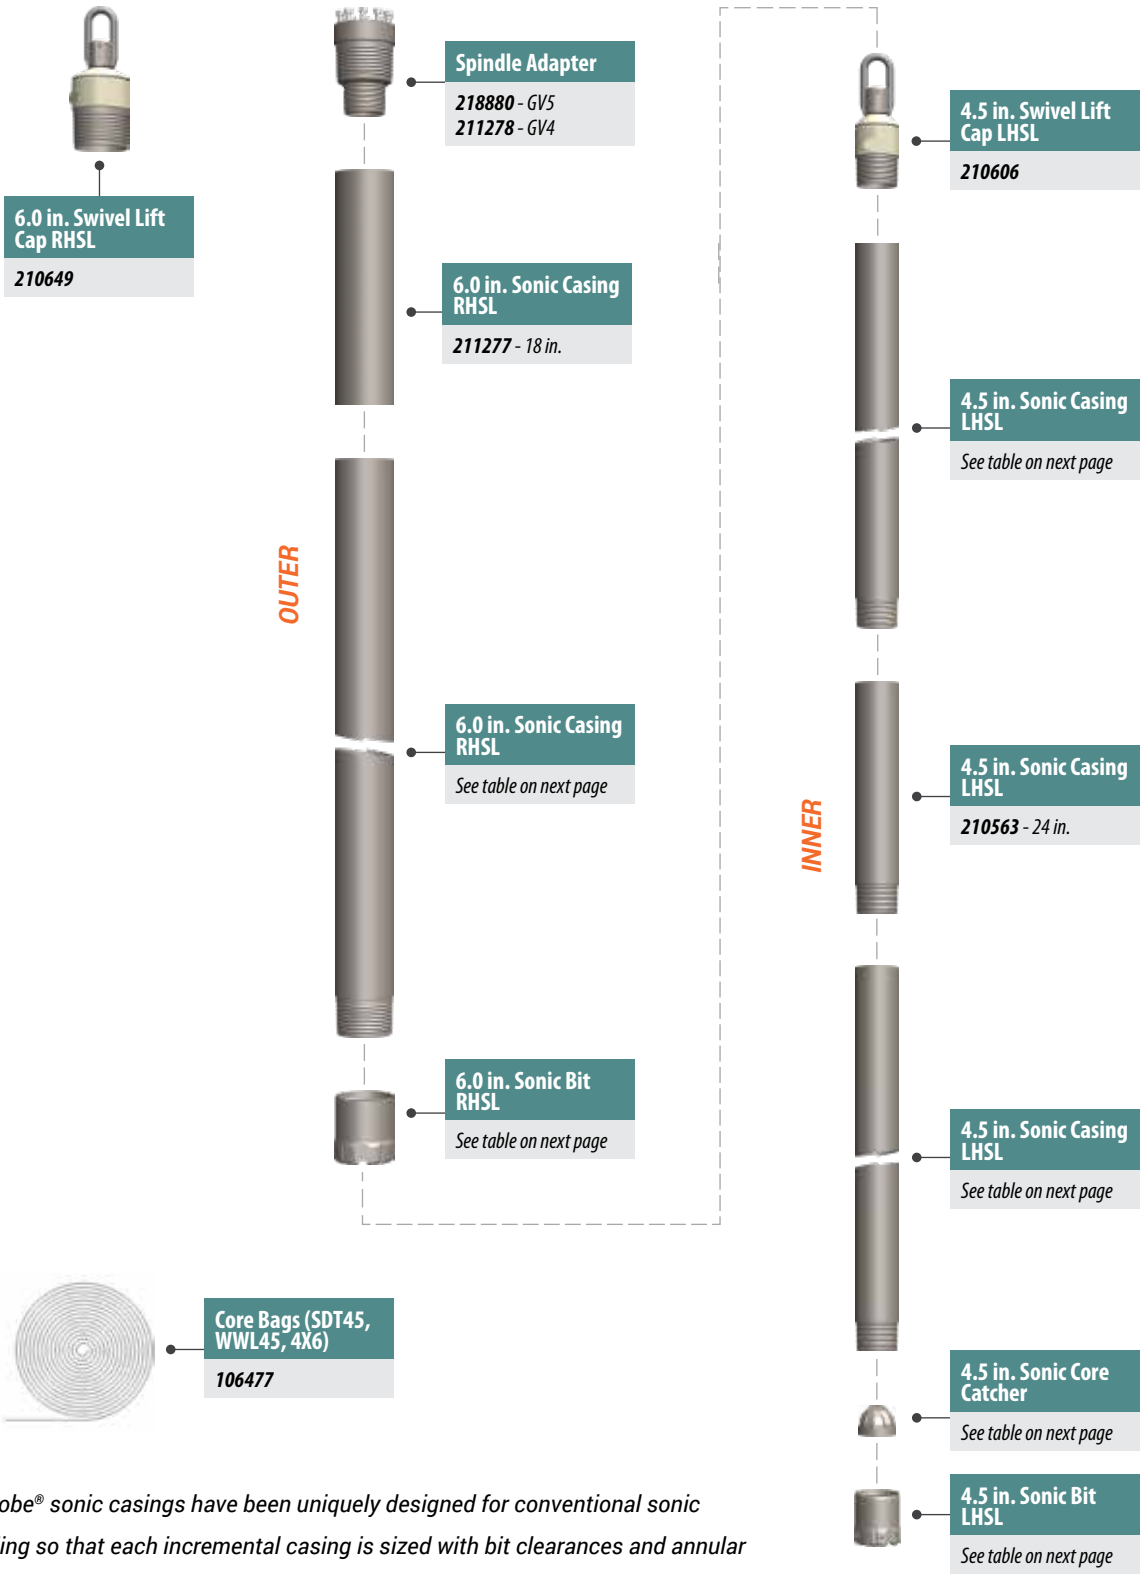 6.0 in. Swivel Lift
Cap RHSL
210649
Spindle Adapter
218880 - GV5
211278 - GV4
6.0 in. Sonic Casing
RHSL
211277 - 18 in.
OUTER
6.0 in. Sonic Casing
RHSL
See table on next page
6.0 in. Sonic Bit
RHSL
See table on next page
4.5 in. Swivel Lift
Cap LHSL
210606
4.5 in. Sonic Casing
LHSL
See table on next page
INNER
4.5 in. Sonic Casing
LHSL
210563 - 24 in.
4.5 in. Sonic Casing
LHSL
See table on next page
4.5 in. Sonic Core
Catcher
See table on next page
4.5 in. Sonic Bit
LHSL
See table on next page
Core Bags (SDT45,
WWL45, 4X6)
106477
obe® sonic casings have been uniquely designed for conventional sonic
ing so that each incremental casing is sized with bit clearances and annular